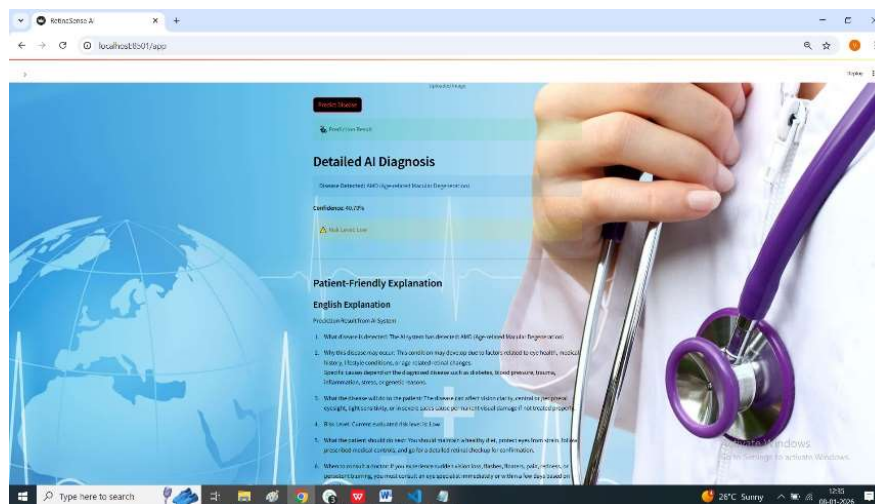 RetinaSense AI
localhost:8501/app
Deploy
Uploaded Image
Prediction Result
Detailed AI Diagnosis
Disease Detected: AMD (Age-related Macular Degeneration)
Confidence: 40.70%
Risk Level: Low
Patient-Friendly Explanation
English Explanation
Prediction Result from AI System
1. What disease is detected: The AI system has detected: AMD (Age-related Macular Degeneration)
2. Why this disease may occur: This condition may develop due to factors related to eye health, medical
history, lifestyle conditions, or age-related retinal changes.
Specific causes depend on the diagnosed disease such as diabetes, blood pressure, trauma,
inflammation, stress, or genetic reasons.
3. What the disease will do to the patient: The disease can affect vision clarity, central or peripheral
eyesight, light sensitivity, or in severe cases cause permanent visual damage if not treated properly.
4. Risk Level: Current evaluated risk level is: Low
5. What the patient should do next: You should maintain a healthy diet, protect eyes from strain, follow
prescribed medical controls, and go for a detailed retinal checkup for confirmation.
6. When to consult a doctor: If you experience sudden vision loss, flashes, floaters, pain, redness, or
persistent blurring, you must consult an eye specialist immediately or within a few days based on
Activate Windows
Go to Settings to activate Windows.
Type here to search
26°C Sunny
12:35
08-01-2026